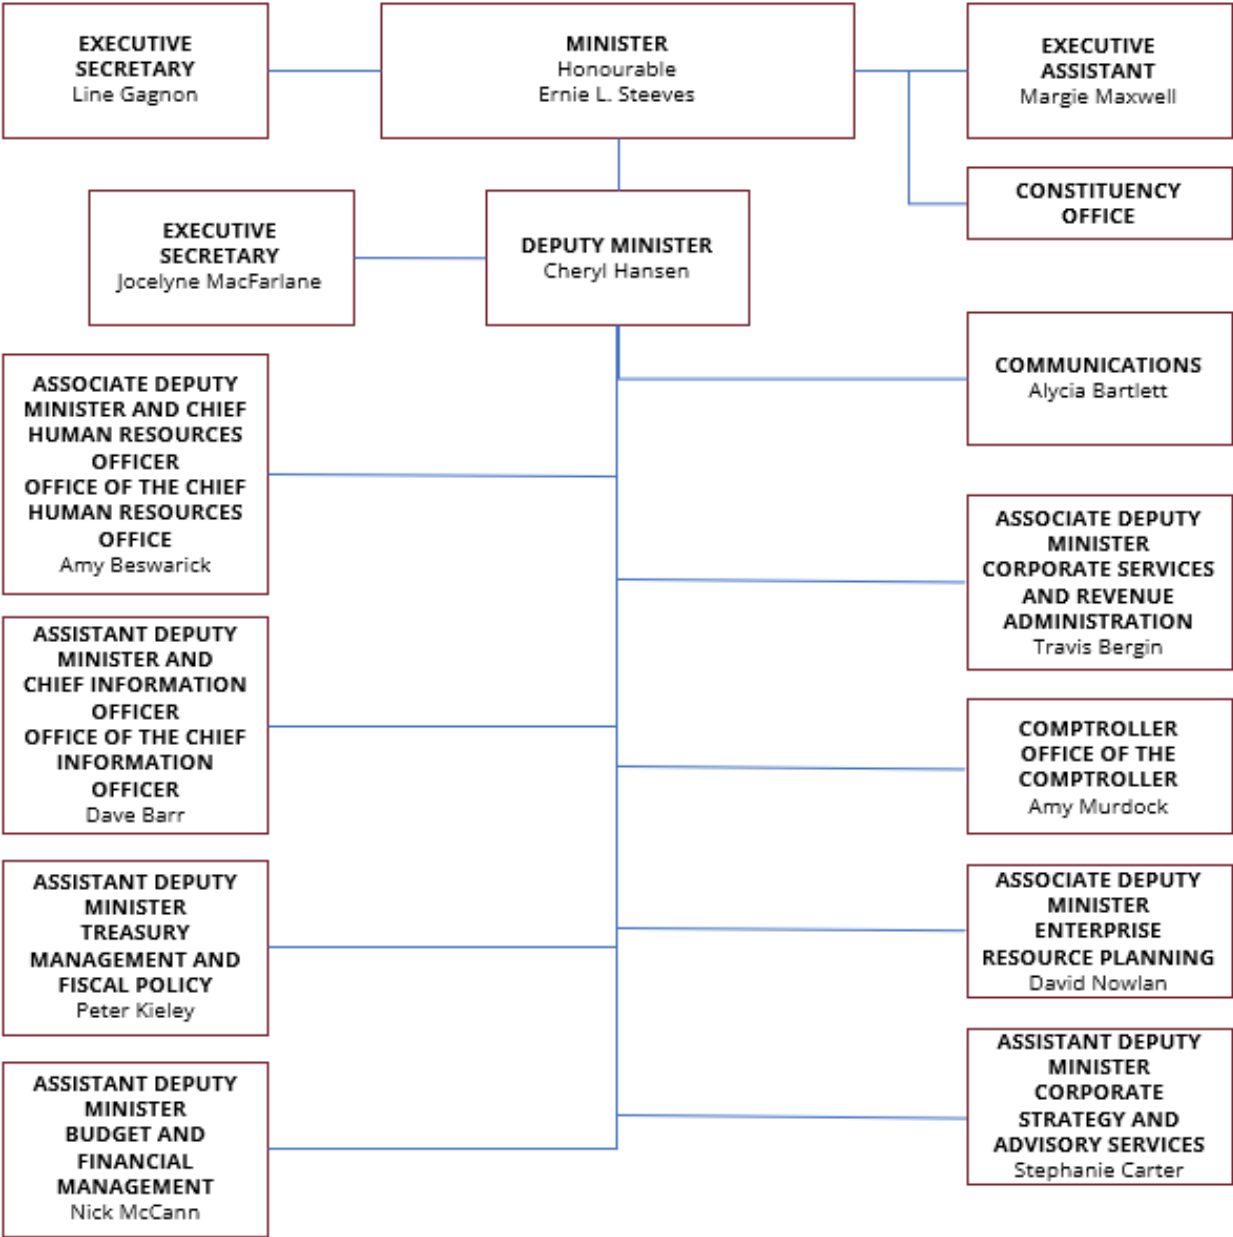 EXECUTIVE
SECRETARY
Line Gagnon
MINISTER
Honourable
Ernie L. Steeves
EXECUTIVE
ASSISTANT
Margie Maxwell
CONSTITUENCY
OFFICE
EXECUTIVE
SECRETARY
Jocelyne MacFarlane
DEPUTY MINISTER
Cheryl Hansen
COMMUNICATIONS
Alycia Bartlett
ASSOCIATE DEPUTY
MINISTER AND CHIEF
HUMAN RESOURCES
OFFICER
OFFICE OF THE CHIEF
HUMAN RESOURCES
OFFICE
Amy Beswarick
ASSOCIATE DEPUTY
MINISTER
CORPORATE SERVICES
AND REVENUE
ADMINISTRATION
Travis Bergin
ASSISTANT DEPUTY
MINISTER AND
CHIEF INFORMATION
OFFICER
OFFICE OF THE CHIEF
INFORMATION
OFFICER
Dave Barr
COMPTROLLER
OFFICE OF THE
COMPTROLLER
Amy Murdock
ASSISTANT DEPUTY
MINISTER
TREASURY
MANAGEMENT AND
FISCAL POLICY
Peter Kieley
ASSOCIATE DEPUTY
MINISTER
ENTERPRISE
RESOURCE PLANNING
David Nowlan
ASSISTANT DEPUTY
MINISTER
BUDGET AND
FINANCIAL
MANAGEMENT
Nick McCann
ASSISTANT DEPUTY
MINISTER
CORPORATE
STRATEGY AND
ADVISORY SERVICES
Stephanie Carter